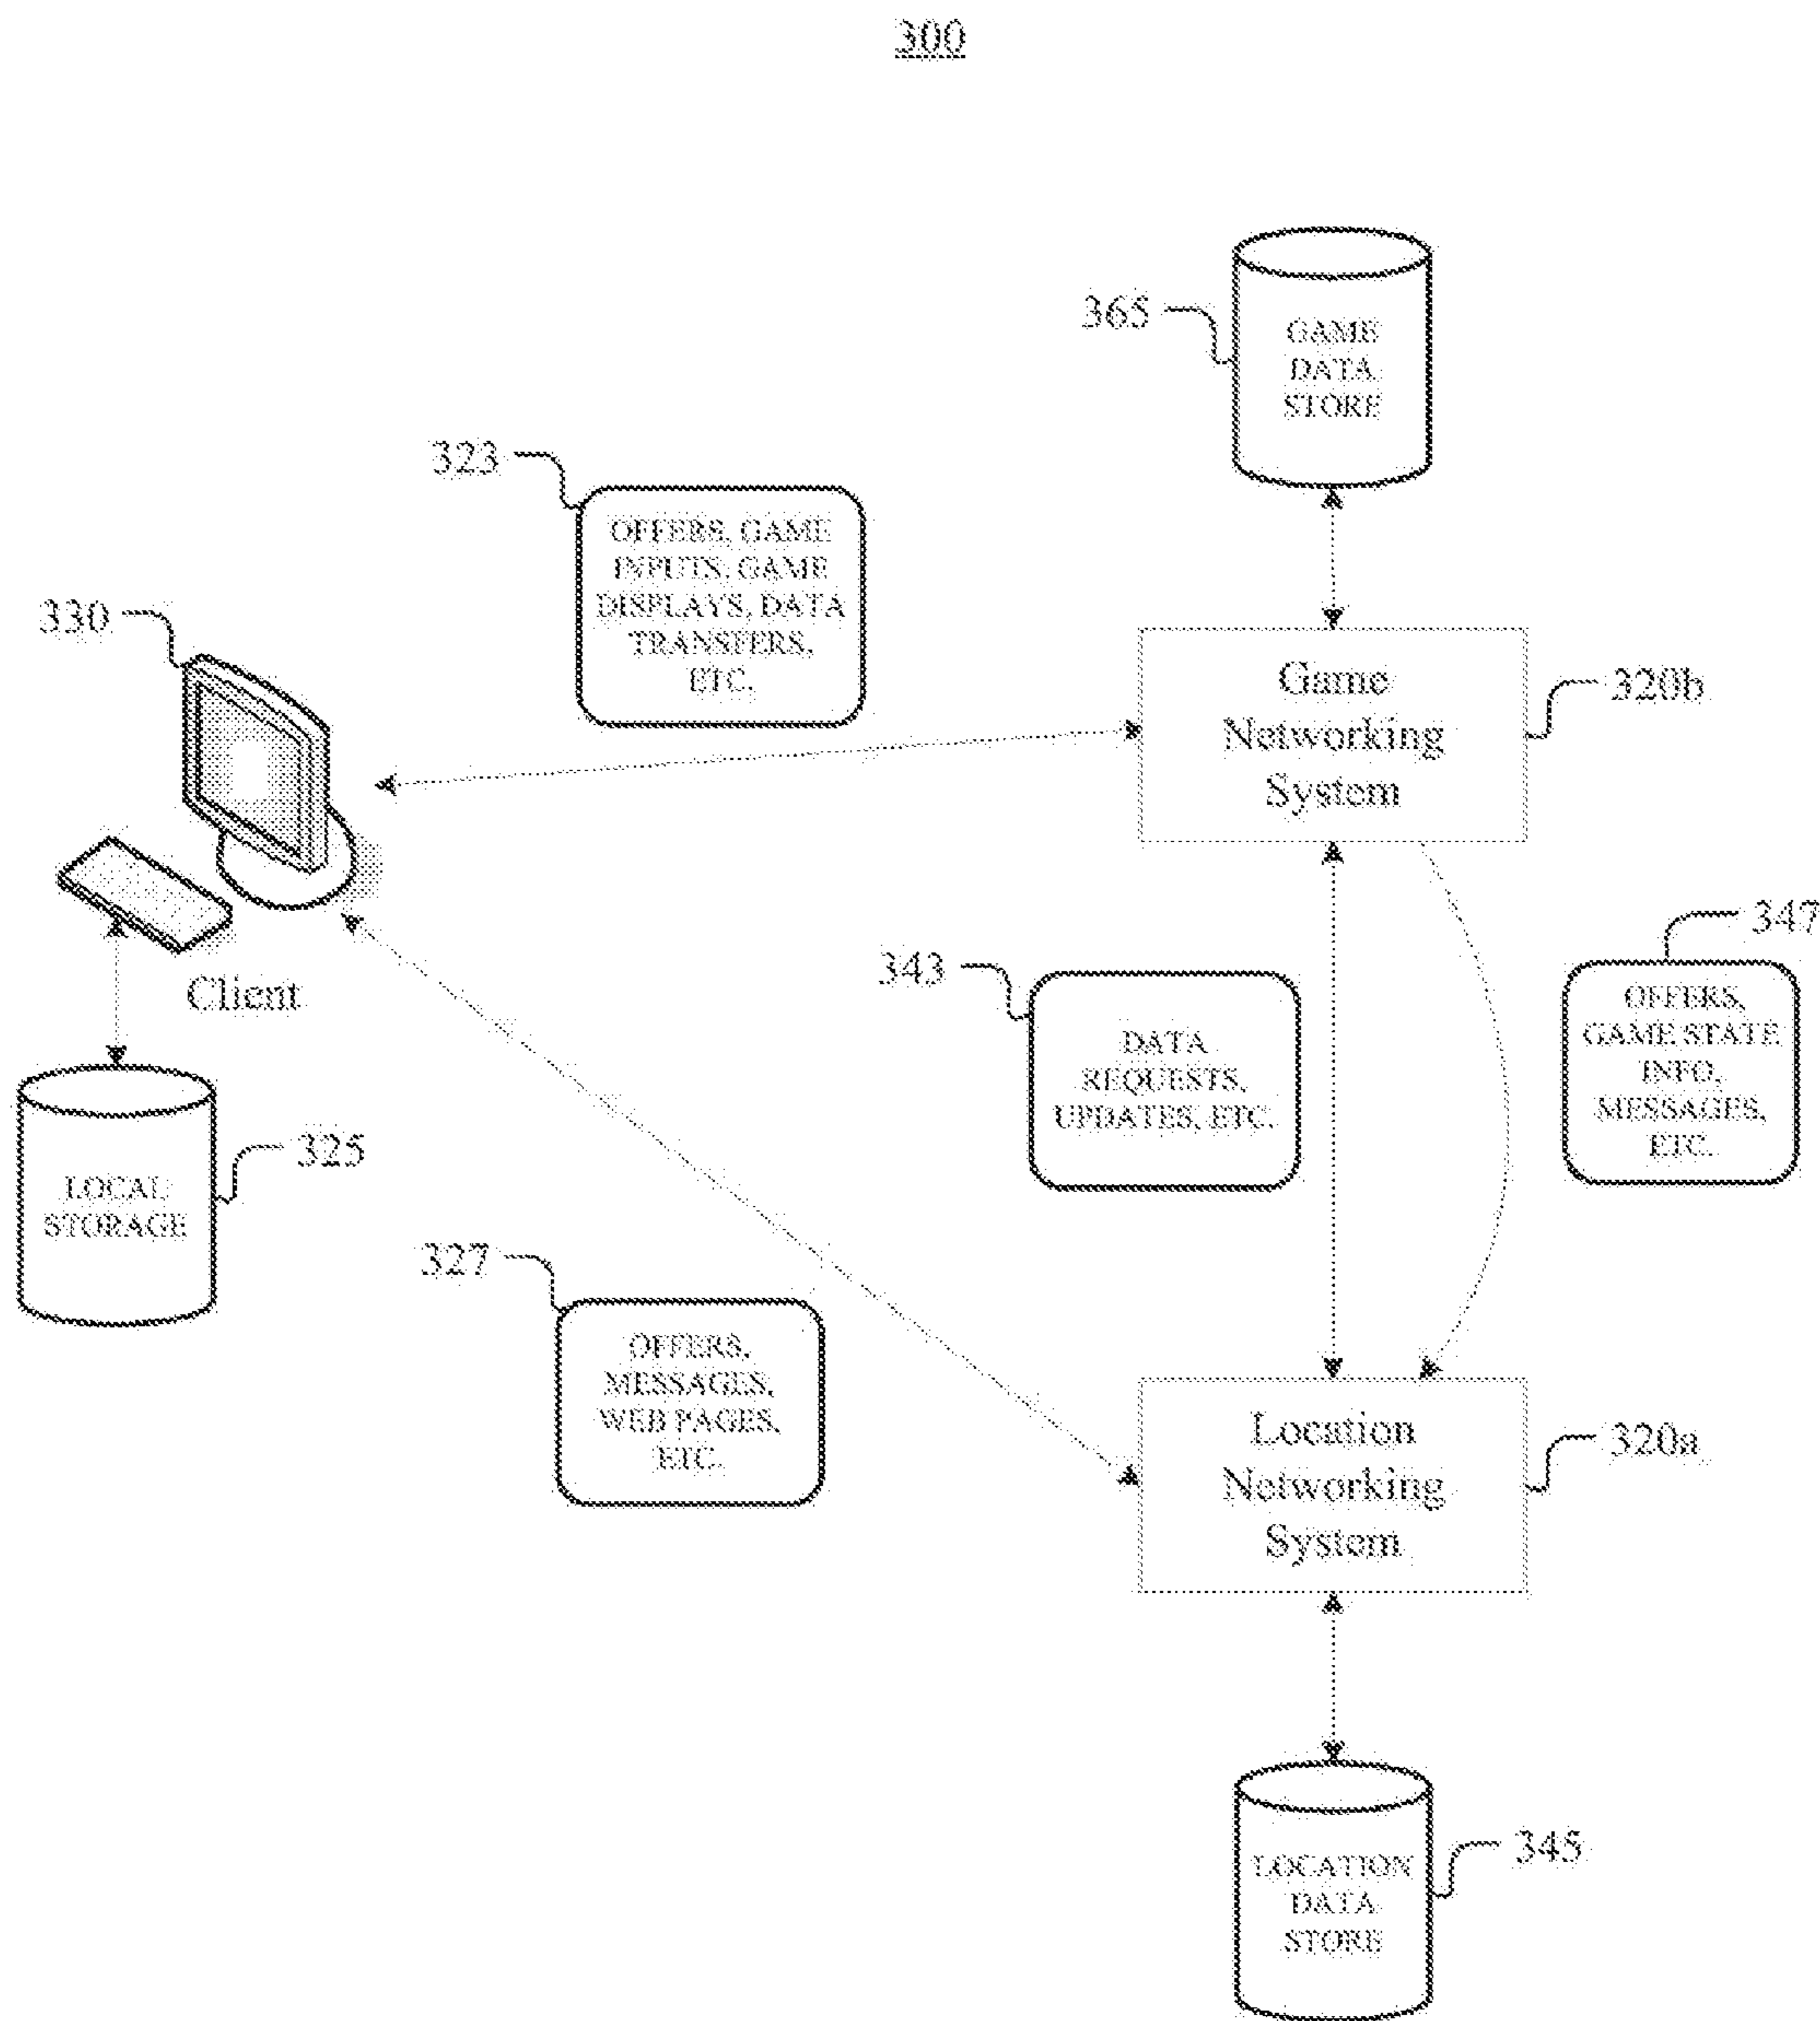 300
365
GAME
DATA
STORE
323
OFFERS, GAME
INPUTS, GAME
DISPLAYS, DATA
TRANSFERS,
ETC.
330
Game
Networking
System
320b
Client
343
DATA
REQUESTS,
UPDATES, ETC.
347
OFFERS,
GAME STATE
INFO,
MESSAGES,
ETC.
LOCAL
STORAGE
325
327
OFFERS,
MESSAGES,
WEB PAGES,
ETC.
Location
Networking
System
320a
LOCATION
DATA
STORE
345